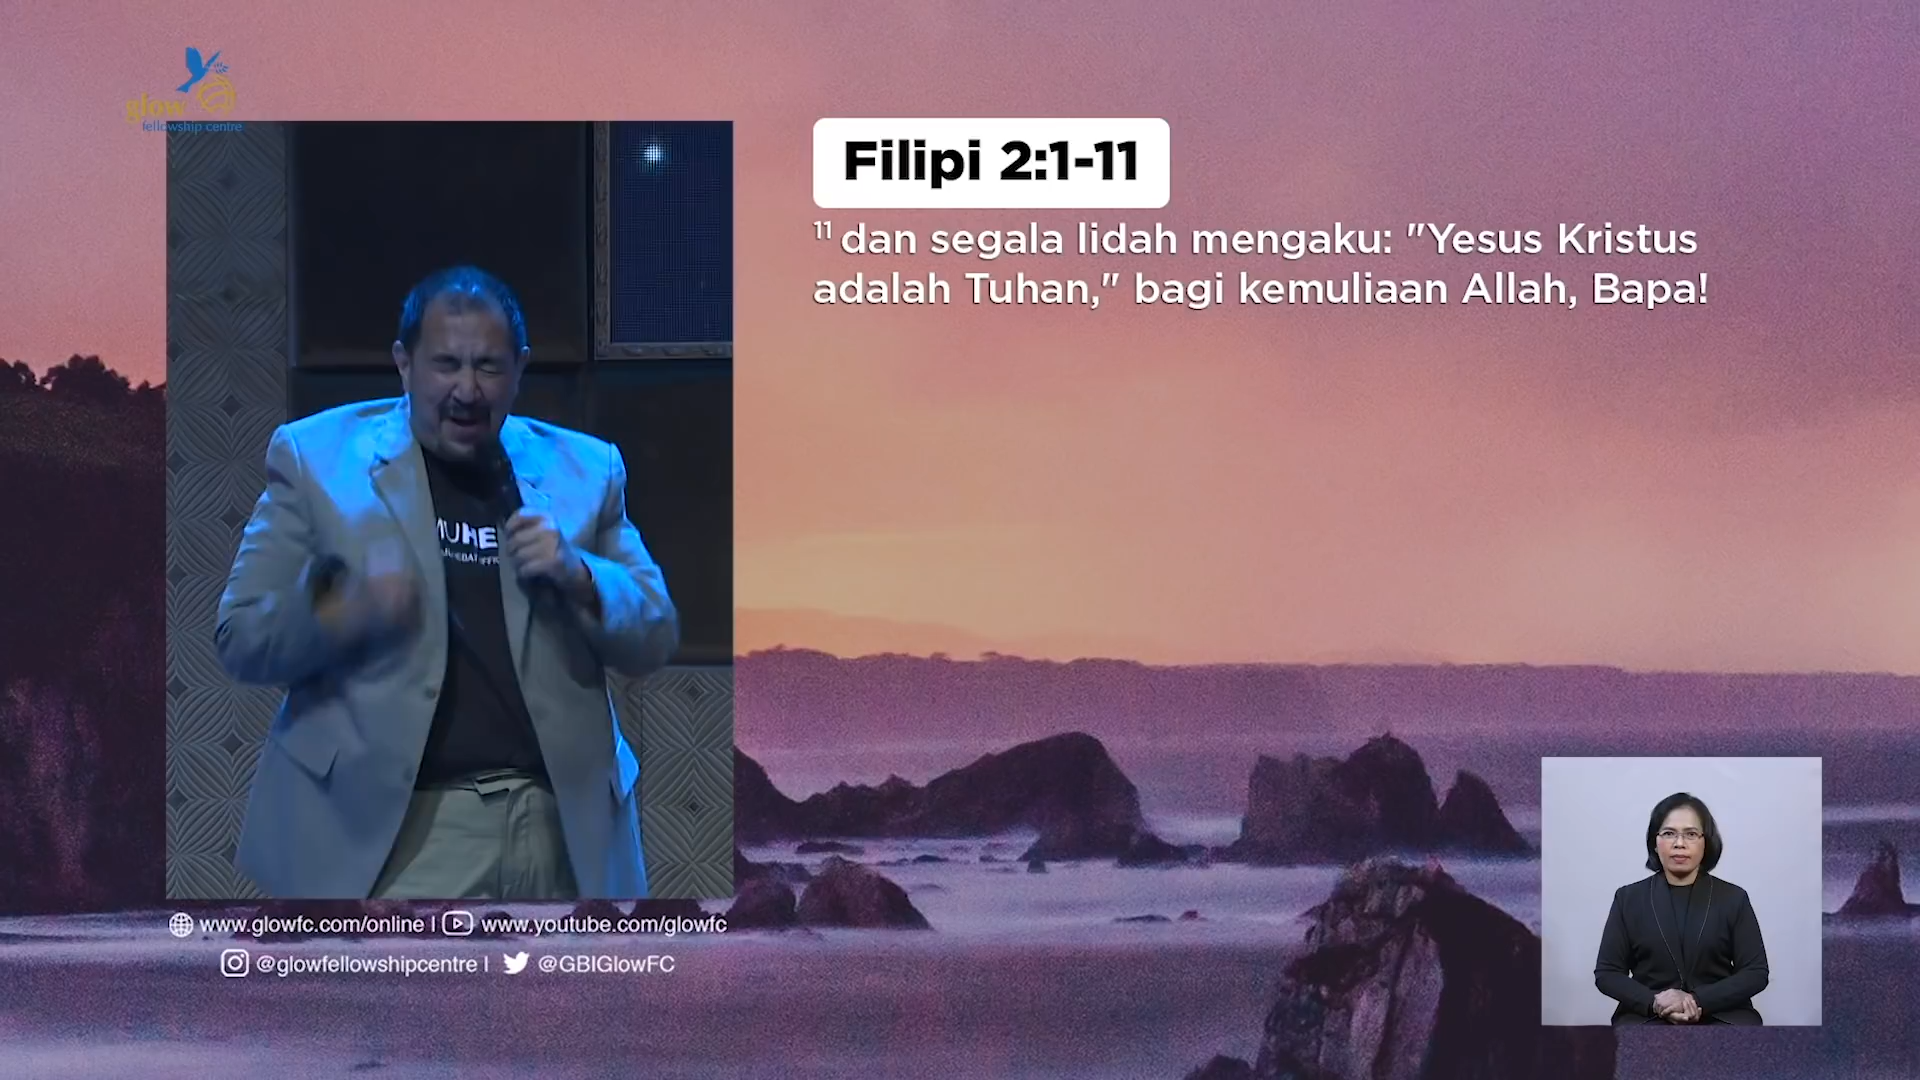 glow
fellowship centre
Filipi 2:1-11
11 dan segala lidah mengaku: "Yesus Kristus
adalah Tuhan," bagi kemuliaan Allah, Bapa!
www.glowfc.com/online | www.youtube.com/glowfc
@glowfellowshipcentre | @GBIGlowFC